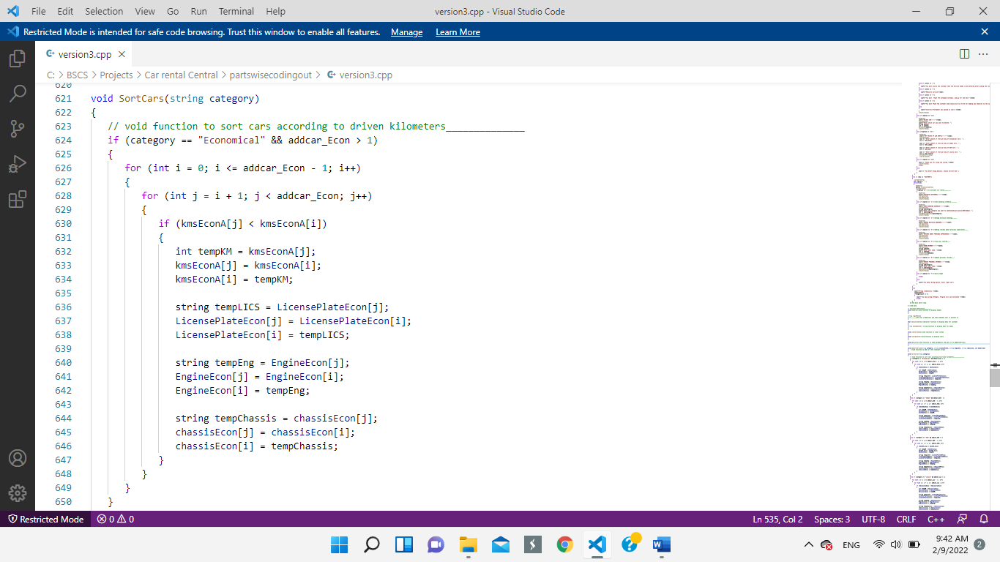 File Edit Selection View Go Run Terminal Help version3.cpp - Visual Studio Code
Restricted Mode is intended for safe code browsing. Trust this window to enable all features. Manage Learn More
version3.cpp
C: > BSCS > Projects > Car rental Central > partswisecodingout > version3.cpp
620
621 void SortCars(string category)
622 {
623 // void function to sort cars according to driven kilometers______________
624 if (category == "Economical" && addcar_Econ > 1)
625 {
626 for (int i = 0; i <= addcar_Econ - 1; i++)
627 {
628 for (int j = i + 1; j < addcar_Econ; j++)
629 {
630 if (kmsEconA[j] < kmsEconA[i])
631 {
632 int tempKM = kmsEconA[j];
633 kmsEconA[j] = kmsEconA[i];
634 kmsEconA[i] = tempKM;
635
636 string tempLICS = LicensePlateEcon[j];
637 LicensePlateEcon[j] = LicensePlateEcon[i];
638 LicensePlateEcon[i] = tempLICS;
639
640 string tempEng = EngineEcon[j];
641 EngineEcon[j] = EngineEcon[i];
642 EngineEcon[i] = tempEng;
643
644 string tempChassis = chassisEcon[j];
645 chassisEcon[j] = chassisEcon[i];
646 chassisEcon[i] = tempChassis;
647 }
648 }
649 }
650 }
Restricted Mode 0 0 Ln 535, Col 2 Spaces: 3 UTF-8 CRLF C++
ENG 9:42 AM 2
2/9/2022